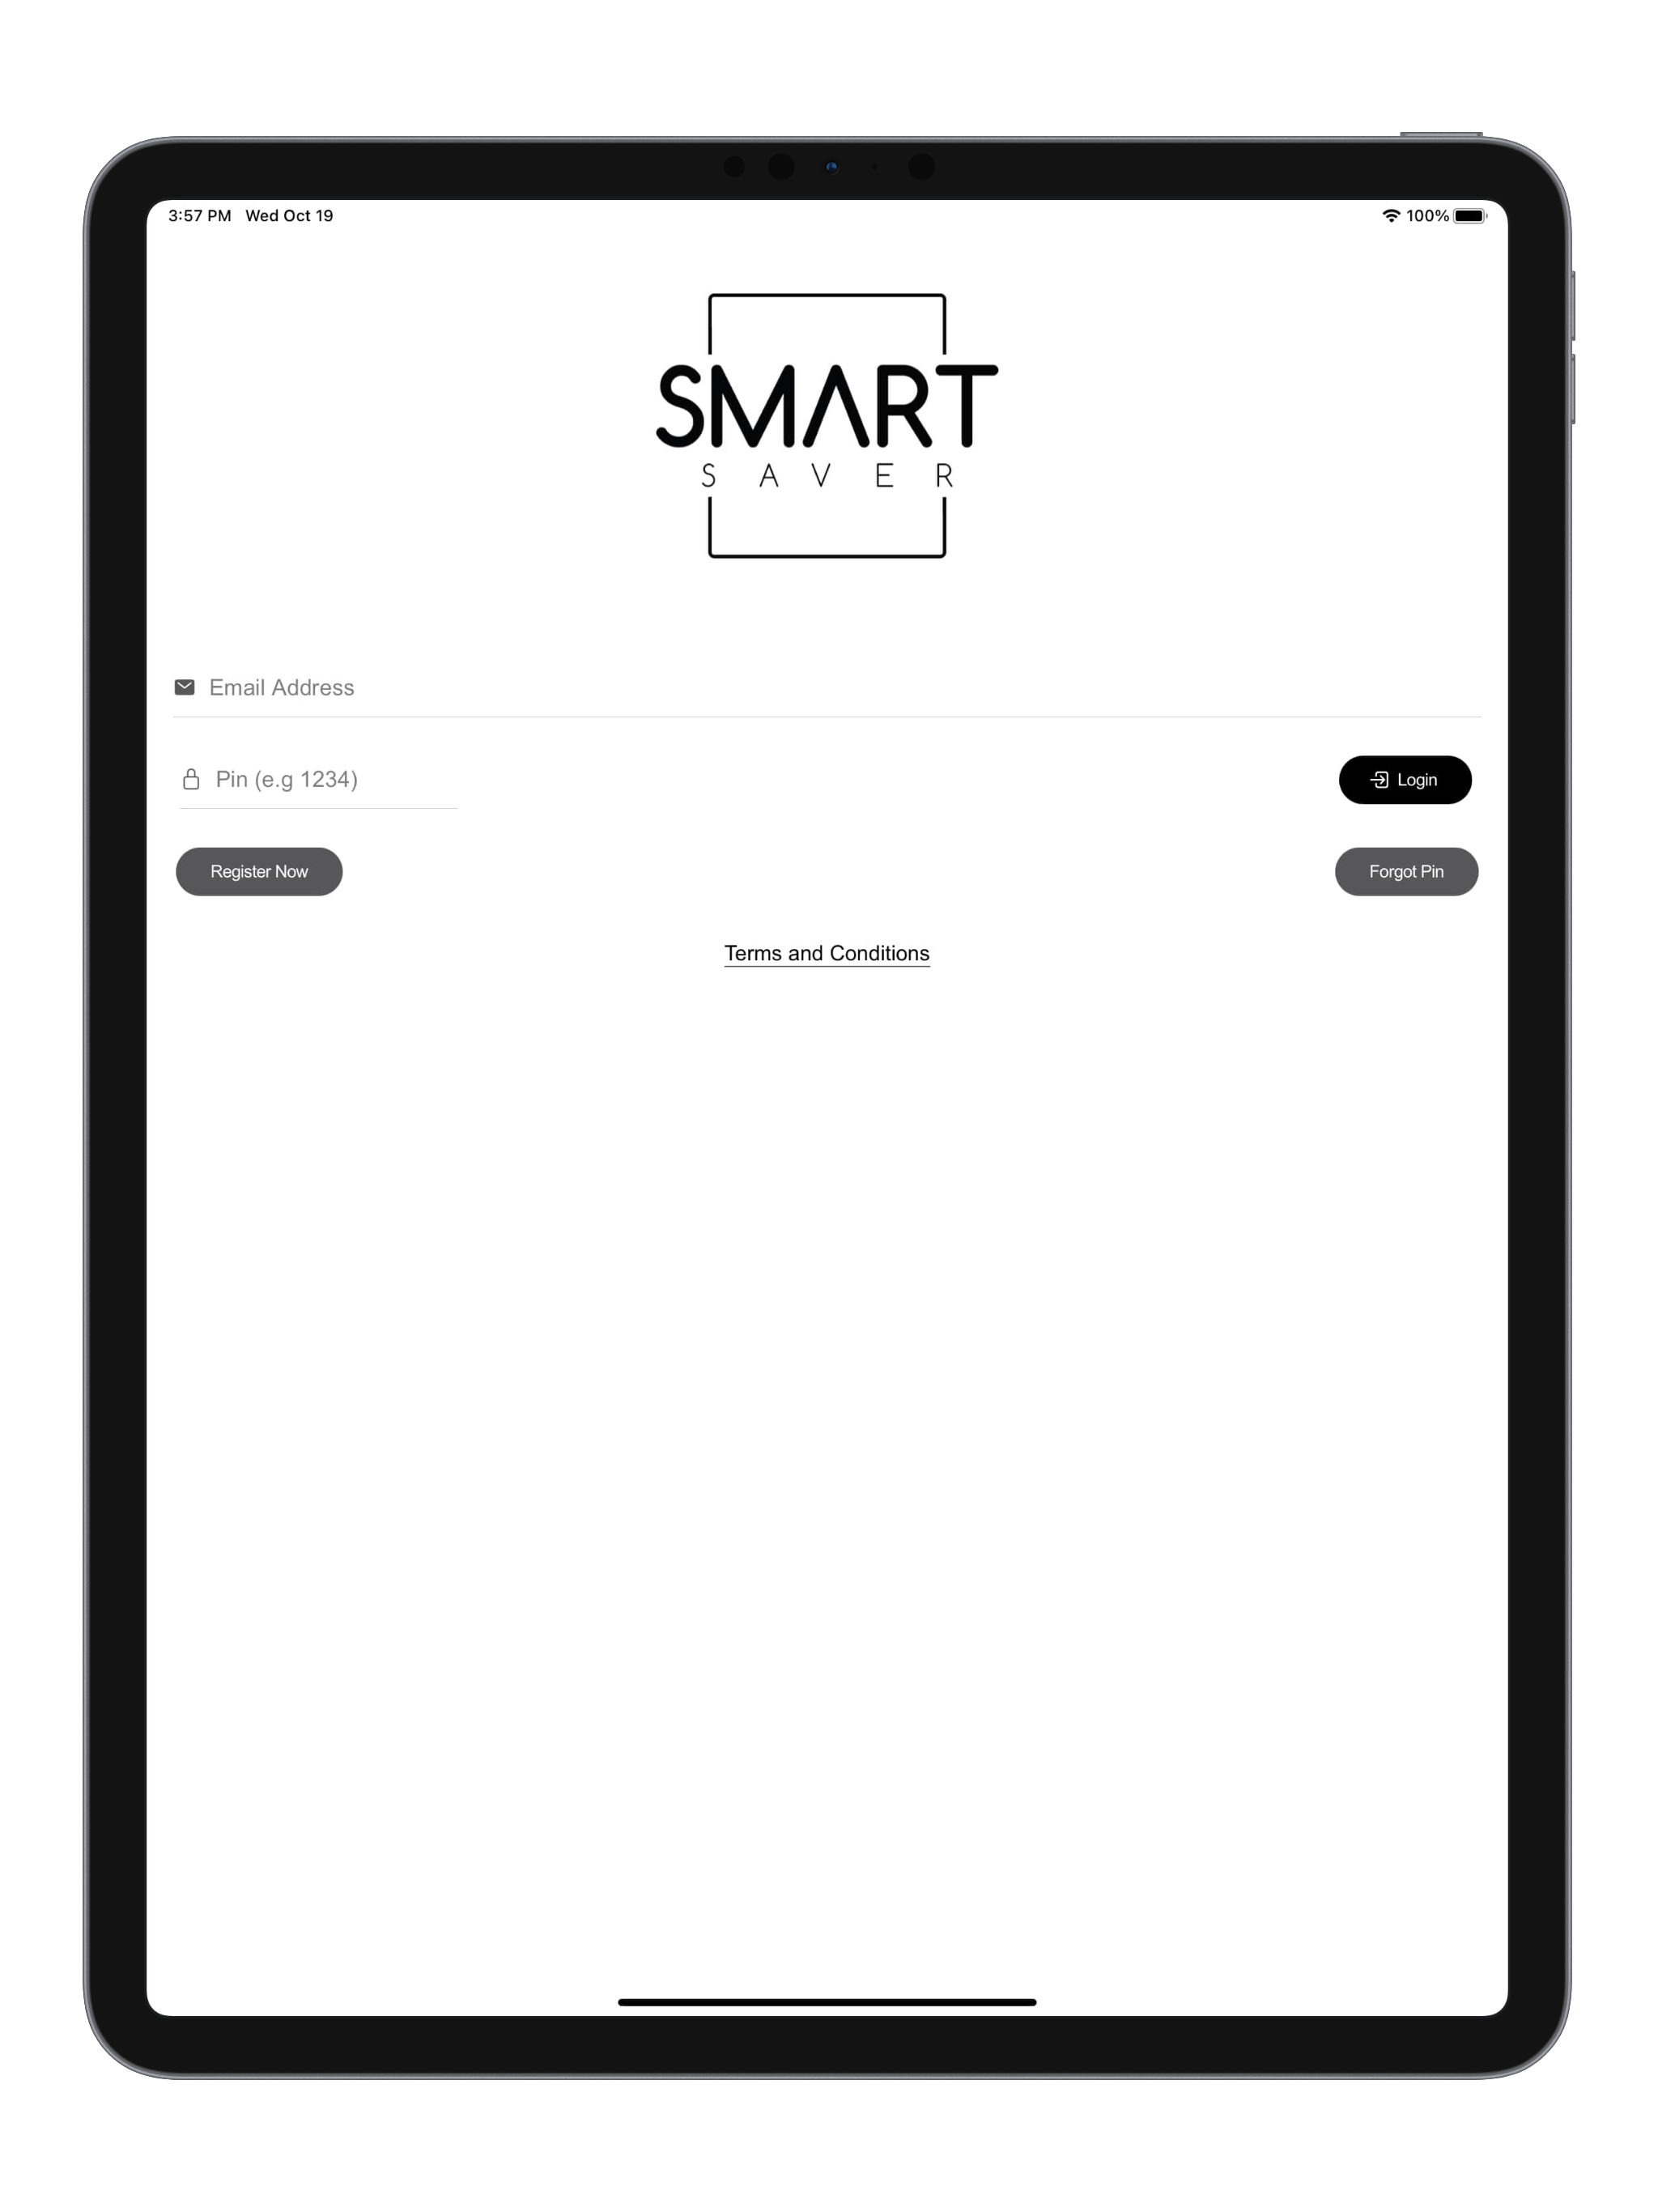 3:57 PM Wed Oct 19 100%
SMART
SAVER
Email Address
Pin (e.g 1234) Login
Register Now Forgot Pin
Terms and Conditions